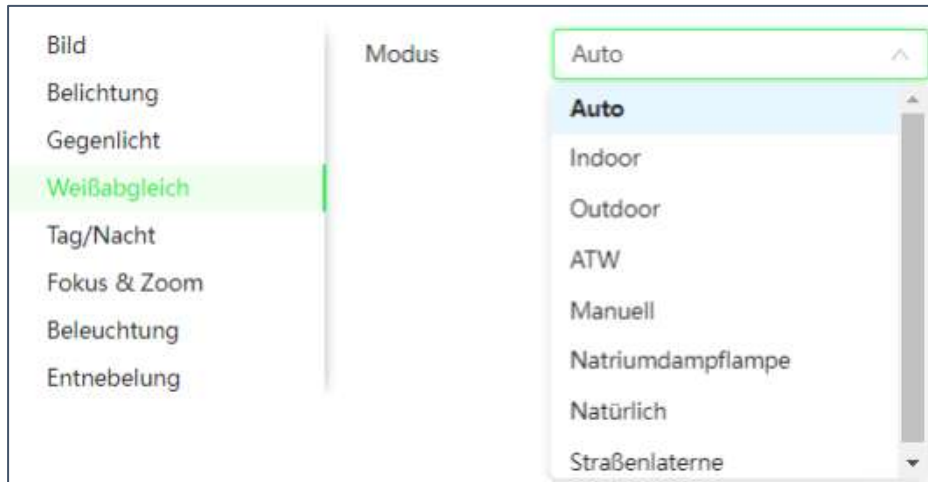 Bild
Belichtung
Gegenlicht
Weißabgleich
Tag/Nacht
Fokus & Zoom
Beleuchtung
Entnebelung
Modus
Auto
Auto
Indoor
Outdoor
ATW
Manuell
Natriumdampflampe
Natürlich
Straßenlaterne